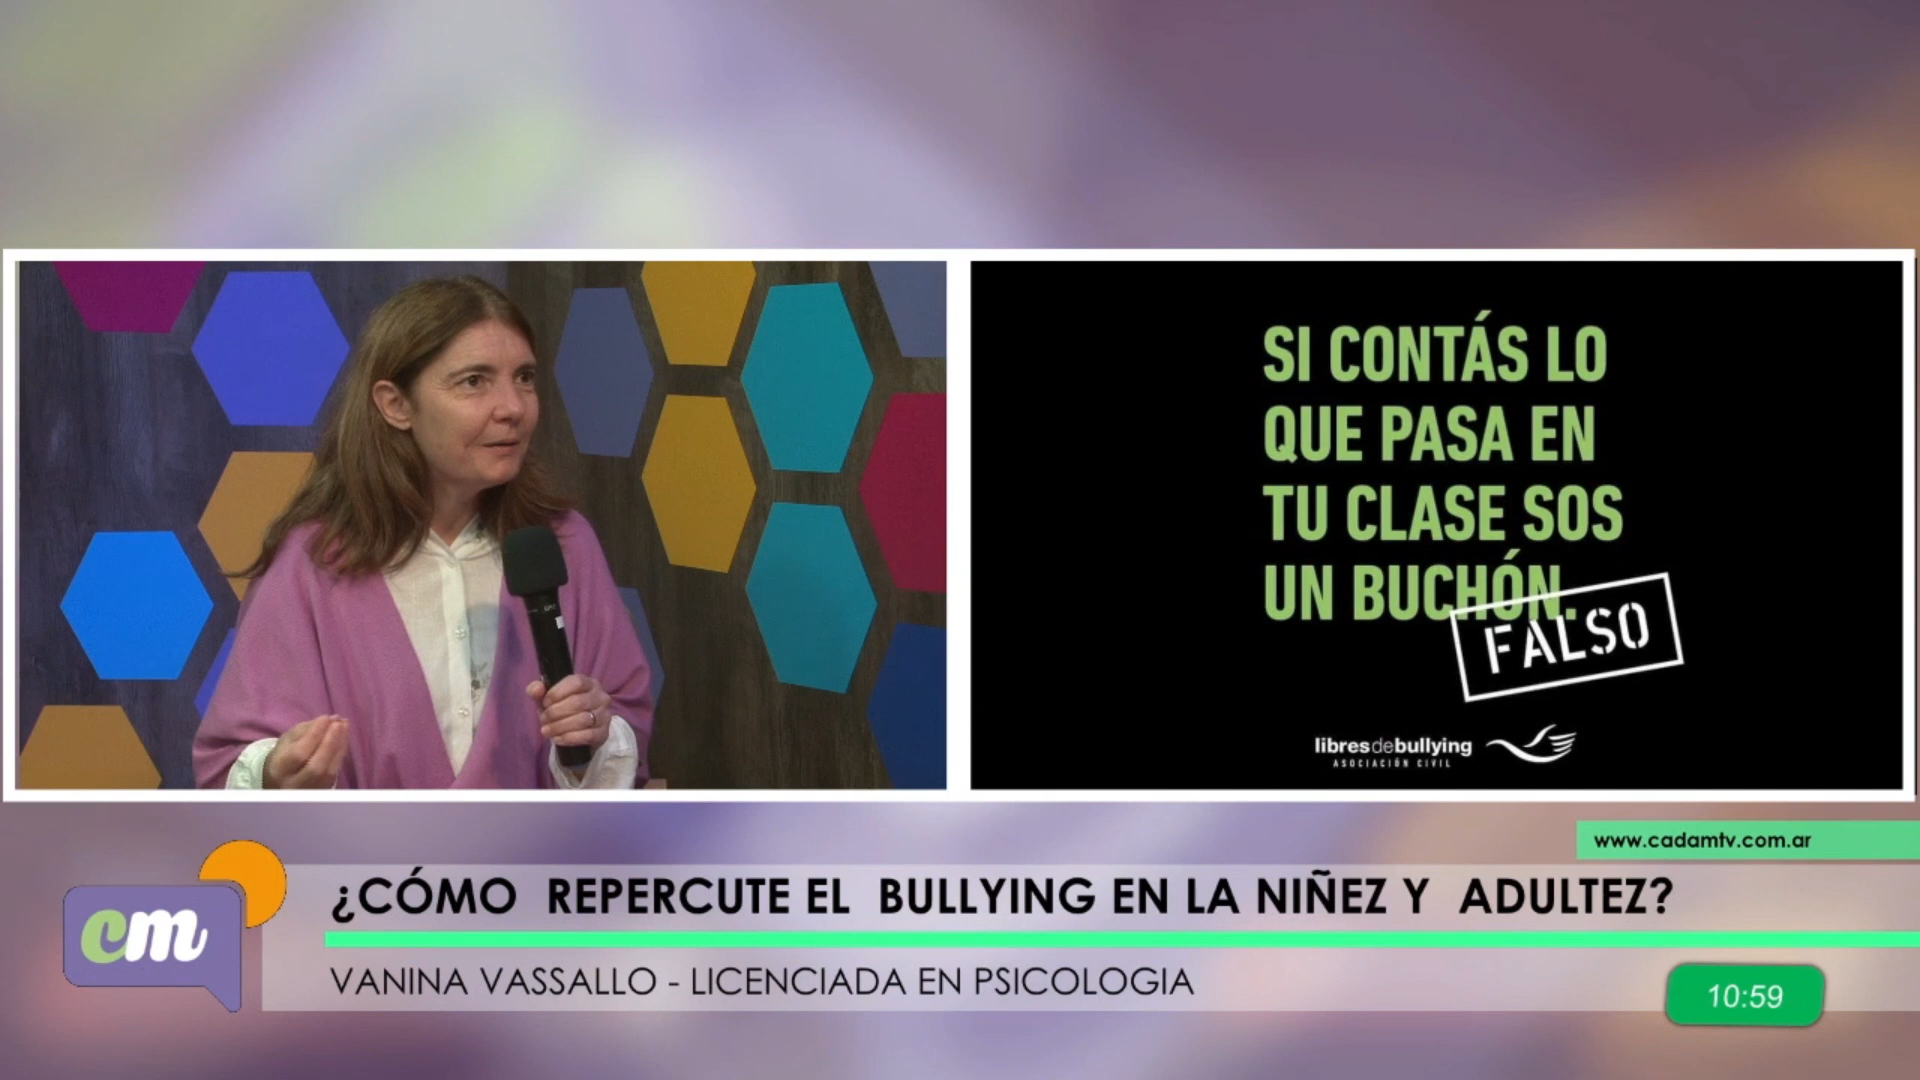 SI CONTÁS LO
QUE PASA EN
TU CLASE SOS
UN BUCHÓN.
FALSO
libresdebullying
ASOCIACIÓN CIVIL
www.cadamtv.com.ar
cm
¿CÓMO REPERCUTE EL BULLYING EN LA NIÑEZ Y ADULTEZ?
VANINA VASSALLO - LICENCIADA EN PSICOLOGIA
10:59